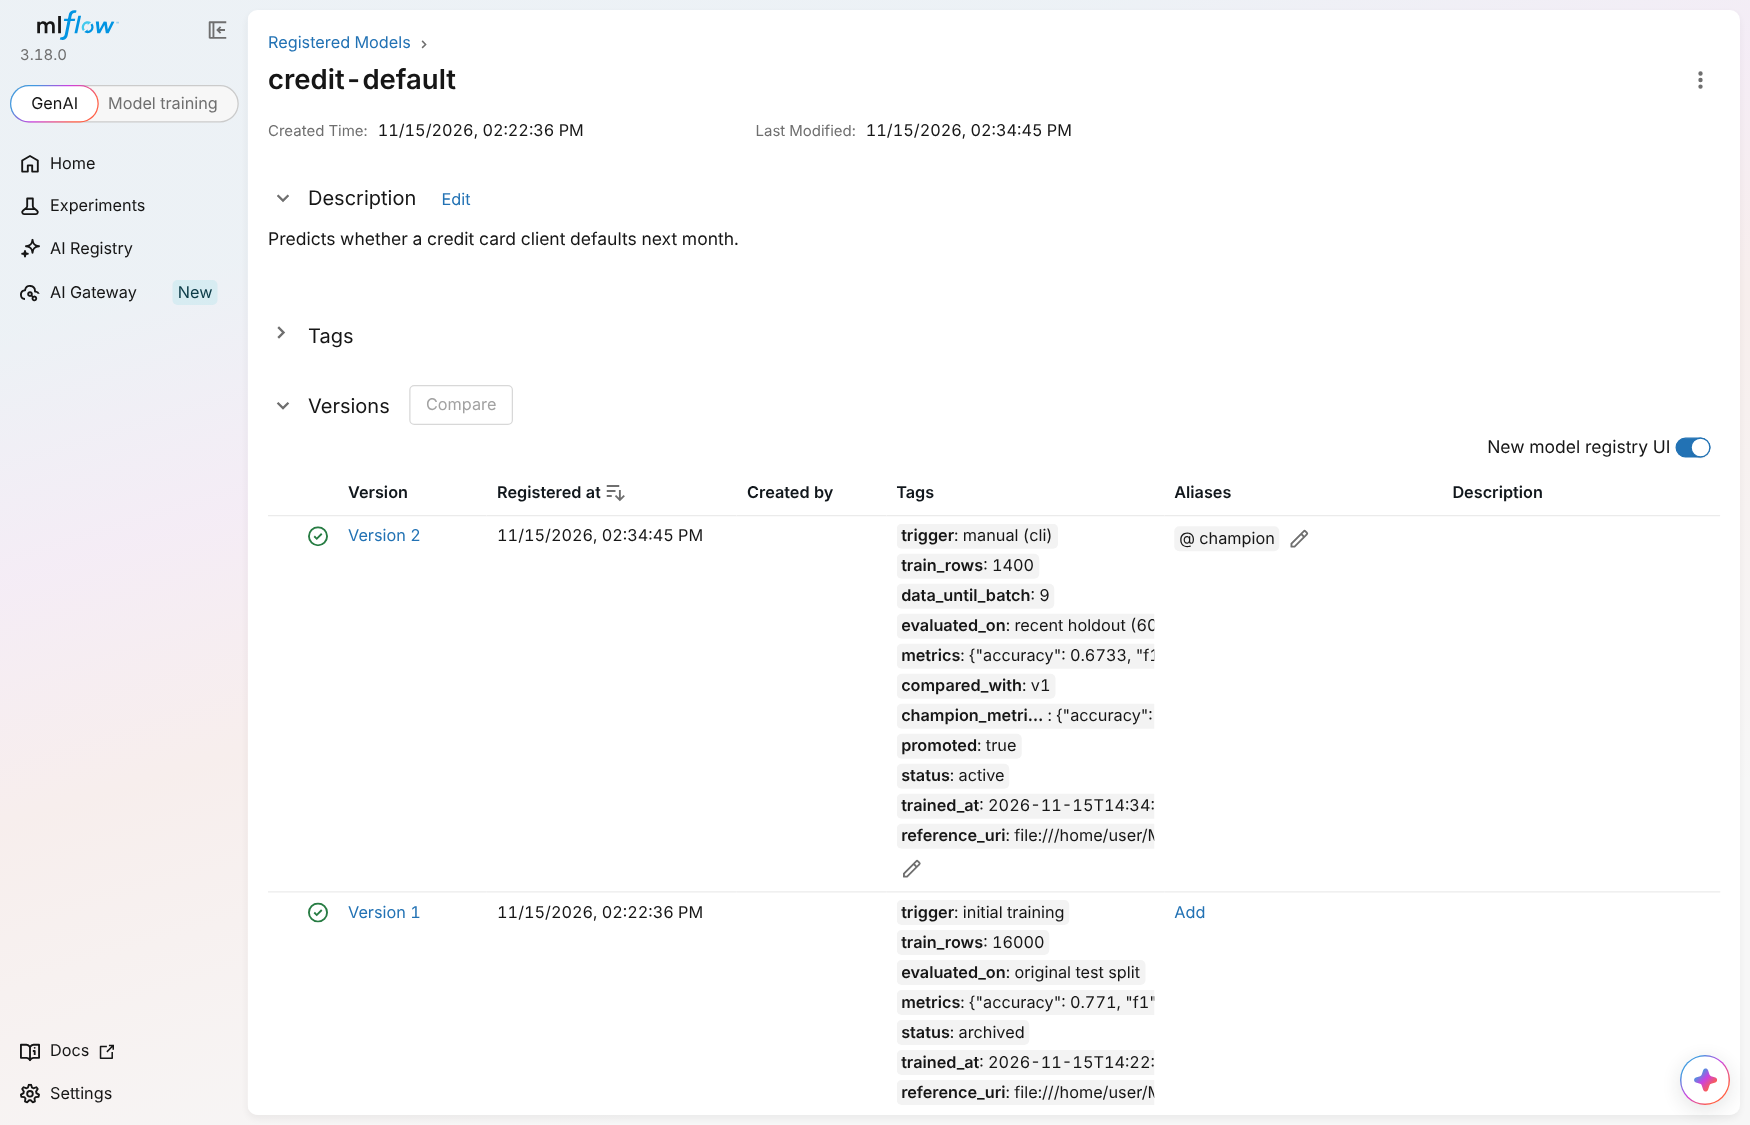 mlflow
3.18.0
GenAI
Model training
Home
Experiments
AI Registry
AI Gateway
New
Docs
Settings
Registered Models
credit-default
Created Time: 11/15/2026, 02:22:36 PM
Last Modified: 11/15/2026, 02:34:45 PM
Description Edit
Predicts whether a credit card client defaults next month.
Tags
Versions Compare
New model registry UI
Version Registered at Created by Tags Aliases Description
Version 2 11/15/2026, 02:34:45 PM
trigger: manual (cli)
train_rows: 1400
data_until_batch: 9
evaluated_on: recent holdout (60
metrics: {"accuracy": 0.6733, "f1
compared_with: v1
champion_metri... : {"accuracy":
promoted: true
status: active
trained_at: 2026-11-15T14:34:
reference_uri: file:///home/user/M
@ champion
Version 1 11/15/2026, 02:22:36 PM
trigger: initial training
train_rows: 16000
evaluated_on: original test split
metrics: {"accuracy": 0.771, "f1"
status: archived
trained_at: 2026-11-15T14:22:
reference_uri: file:///home/user/M
Add